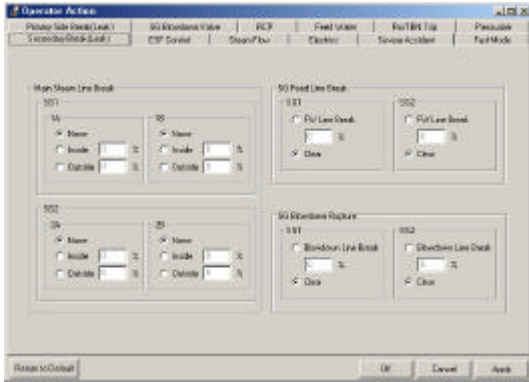 Operator Action
Primary Side Break(Leak) SG Blowdown Valve RCP Feed Water Rx/TBN Trip Pressurizer
Secondary Break(Leak) ESF Control Steam Flow Electric Severe Accident Fast Mode
Main Steam Line Break
SG1
1A 1B
None None
Inside % Inside %
Outside % Outside %
SG2
2A 2B
None None
Inside % Inside %
Outside % Outside %
SG Feed Line Break
SG1 SG2
FW Line Break FW Line Break
% %
Clear Clear
SG Blowdown Rupture
SG1 SG2
Blowdown Line Break Blowdown Line Break
% %
Clear Clear
Return to Default OK Cancel Apply